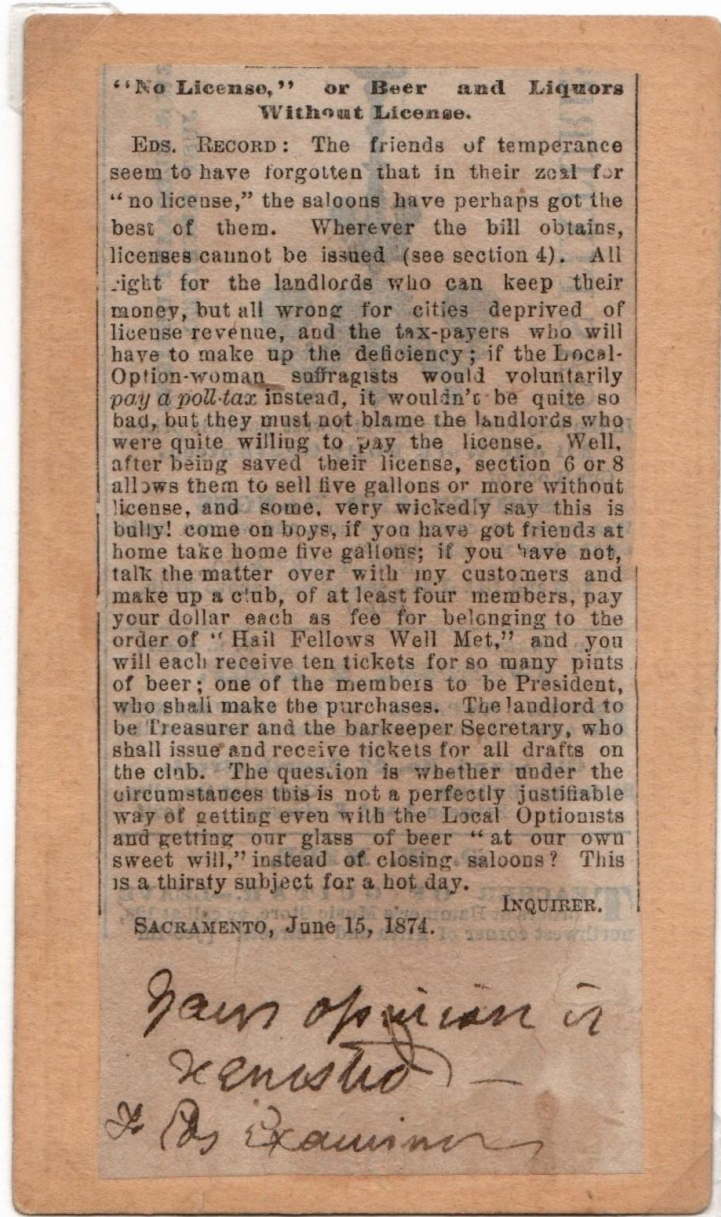 "No License," or Beer and Liquors
Without License.
EDS. RECORD: The friends of temperance
seem to have forgotten that in their zeal for
"no license," the saloons have perhaps got the
best of them. Wherever the bill obtains,
licenses cannot be issued (see section 4). All
right for the landlords who can keep their
money, but all wrong for cities deprived of
license revenue, and the tax-payers who will
have to make up the deficiency; if the Local-
Option-woman suffragists would voluntarily
pay a poll-tax instead, it wouldn't be quite so
bad, but they must not blame the landlords who
were quite willing to pay the license. Well,
after being saved their license, section 6 or 8
allows them to sell five gallons or more without
license, and some, very wickedly say this is
bully! come on boys, if you have got friends at
home take home five gallons; if you have not,
talk the matter over with my customers and
make up a club, of at least four members, pay
your dollar each as fee for belonging to the
order of "Hail Fellows Well Met," and you
will each receive ten tickets for so many pints
of beer; one of the members to be President,
who shall make the purchases. The landlord to
be Treasurer and the barkeeper Secretary, who
shall issue and receive tickets for all drafts on
the club. The question is whether under the
circumstances this is not a perfectly justifiable
way of getting even with the Local Optionists
and getting our glass of beer "at our own
sweet will," instead of closing saloons? This
is a thirsty subject for a hot day.
INQUIRER.
SACRAMENTO, June 15, 1874.
Your opinion is
requested —
To Eds Examiner